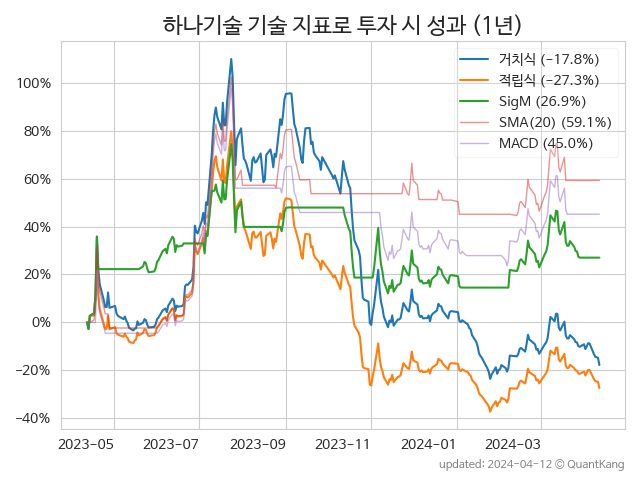 하나기술 기술 지표로 투자 시 성과 (1년)
거치식 (−17.8%)
적립식 (−27.3%)
SigM (26.9%)
SMA(20) (59.1%)
MACD (45.0%)
100%
80%
60%
40%
20%
0%
−20%
−40%
2023-05 2023-07 2023-09 2023-11 2024-01 2024-03
updated: 2024-04-12 © QuantKang